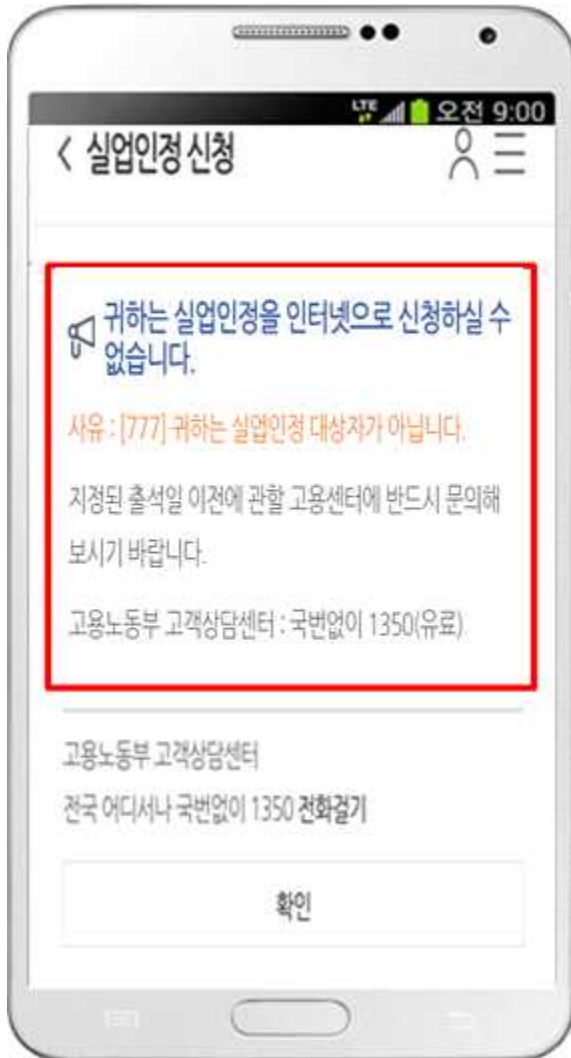 LTE 오전 9:00
< 실업인정 신청
귀하는 실업인정을 인터넷으로 신청하실 수
없습니다.
사유 : [777] 귀하는 실업인정 대상자가 아닙니다.
지정된 출석일 이전에 관할 고용센터에 반드시 문의해
보시기 바랍니다.
고용노동부 고객상담센터 : 국번없이 1350(유료)
고용노동부 고객상담센터
전국 어디서나 국번없이 1350 전화걸기
확인